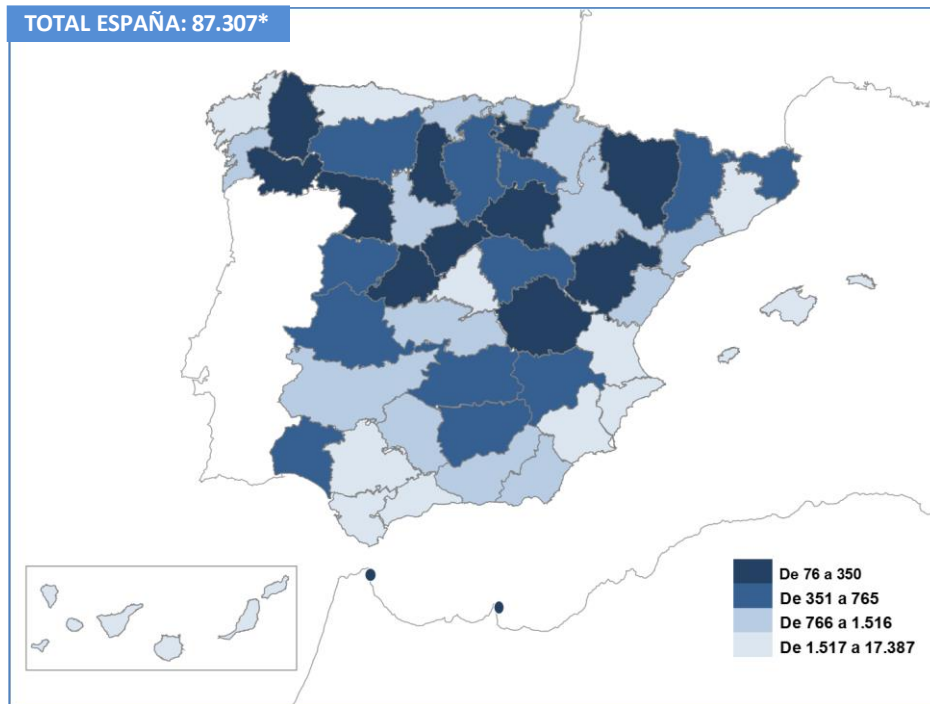 TOTAL ESPAÑA: 87.307*
De 76 a 350
De 351 a 765
De 766 a 1.516
De 1.517 a 17.387